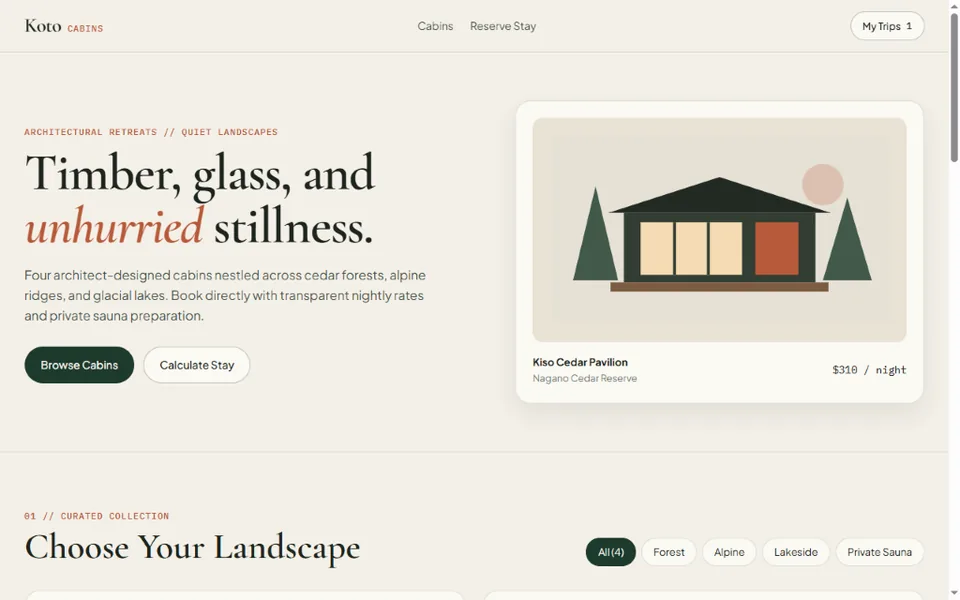 Koto CABINS
Cabins
Reserve Stay
My Trips 1
ARCHITECTURAL RETREATS // QUIET LANDSCAPES
Timber, glass, and
unhurried stillness.
Four architect-designed cabins nestled across cedar forests, alpine
ridges, and glacial lakes. Book directly with transparent nightly rates
and private sauna preparation.
Browse Cabins
Calculate Stay
Kiso Cedar Pavilion
Nagano Cedar Reserve
$310 / night
01 // CURATED COLLECTION
Choose Your Landscape
All (4)
Forest
Alpine
Lakeside
Private Sauna